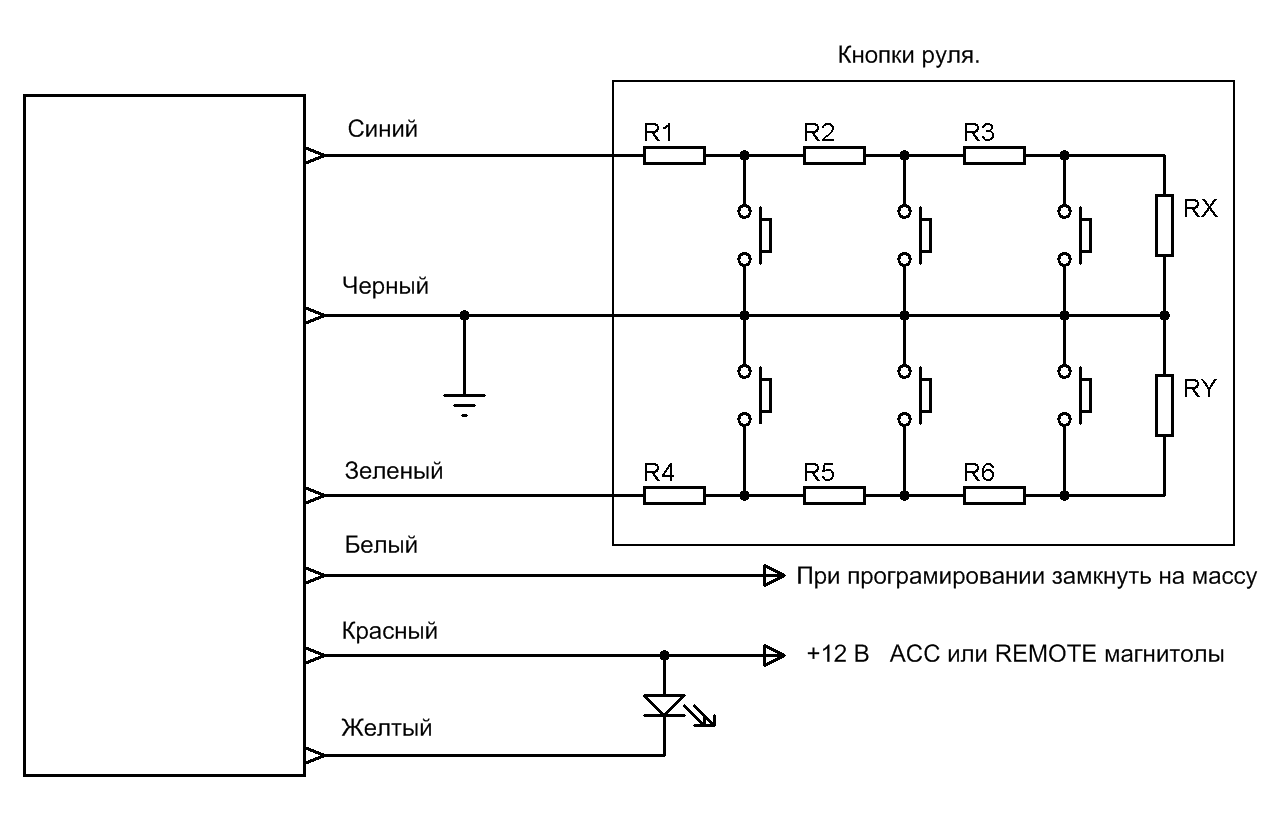 Кнопки руля.
Синий
R1
R2
R3
RX
Черный
RY
Зеленый
R4
R5
R6
Белый
При програмировании замкнуть на массу
Красный
+12 В ACC или REMOTE магнитолы
Желтый